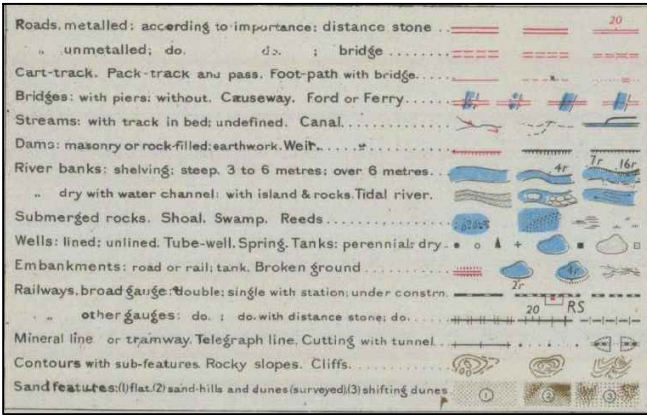 Roads, metalled: according to importance: distance stone 20
„ unmetalled; do. do. ; bridge
Cart-track. Pack-track and pass. Foot-path with bridge.
Bridges: with piers: without. Causeway. Ford or Ferry
Streams: with track in bed; undefined. Canal
Dams: masonry or rock-filled; earthwork. Weir
River banks: shelving; steep. 3 to 6 metres; over 6 metres. 4r 7r 16r
„ dry with water channel: with island & rocks. Tidal river.
Submerged rocks. Shoal. Swamp. Reeds
Wells: lined; unlined. Tube-well. Spring. Tanks: perennial: dry
Embankments: road or rail; tank. Broken ground 2r 4r
Railways, broad gauge: double; single with station; under constrn. RS
„ other gauges: do. ; do. with distance stone; do. 20
Mineral line or tramway. Telegraph line. Cutting with tunnel
Contours with sub-features. Rocky slopes. Cliffs.
Sand features: (1) flat. (2) sand-hills and dunes (surveyed). (3) shifting dunes 1 2 3